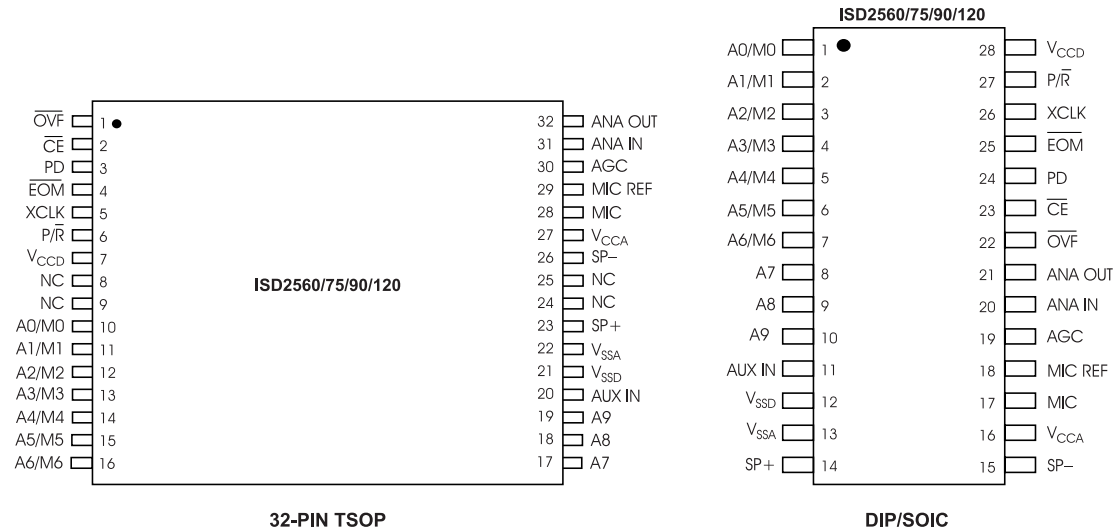 ISD2560/75/90/120
O̅V̅F̅ 1 32 ANA OUT
C̅E̅ 2 31 ANA IN
PD 3 30 AGC
E̅O̅M̅ 4 29 MIC REF
XCLK 5 28 MIC
P/R̅ 6 27 VCCA
VCCD 7 26 SP–
NC 8 25 NC
NC 9 24 NC
A0/M0 10 23 SP+
A1/M1 11 22 VSSA
A2/M2 12 21 VSSD
A3/M3 13 20 AUX IN
A4/M4 14 19 A9
A5/M5 15 18 A8
A6/M6 16 17 A7
32-PIN TSOP
ISD2560/75/90/120
A0/M0 1 28 VCCD
A1/M1 2 27 P/R̅
A2/M2 3 26 XCLK
A3/M3 4 25 E̅O̅M̅
A4/M4 5 24 PD
A5/M5 6 23 C̅E̅
A6/M6 7 22 O̅V̅F̅
A7 8 21 ANA OUT
A8 9 20 ANA IN
A9 10 19 AGC
AUX IN 11 18 MIC REF
VSSD 12 17 MIC
VSSA 13 16 VCCA
SP+ 14 15 SP–
DIP/SOIC